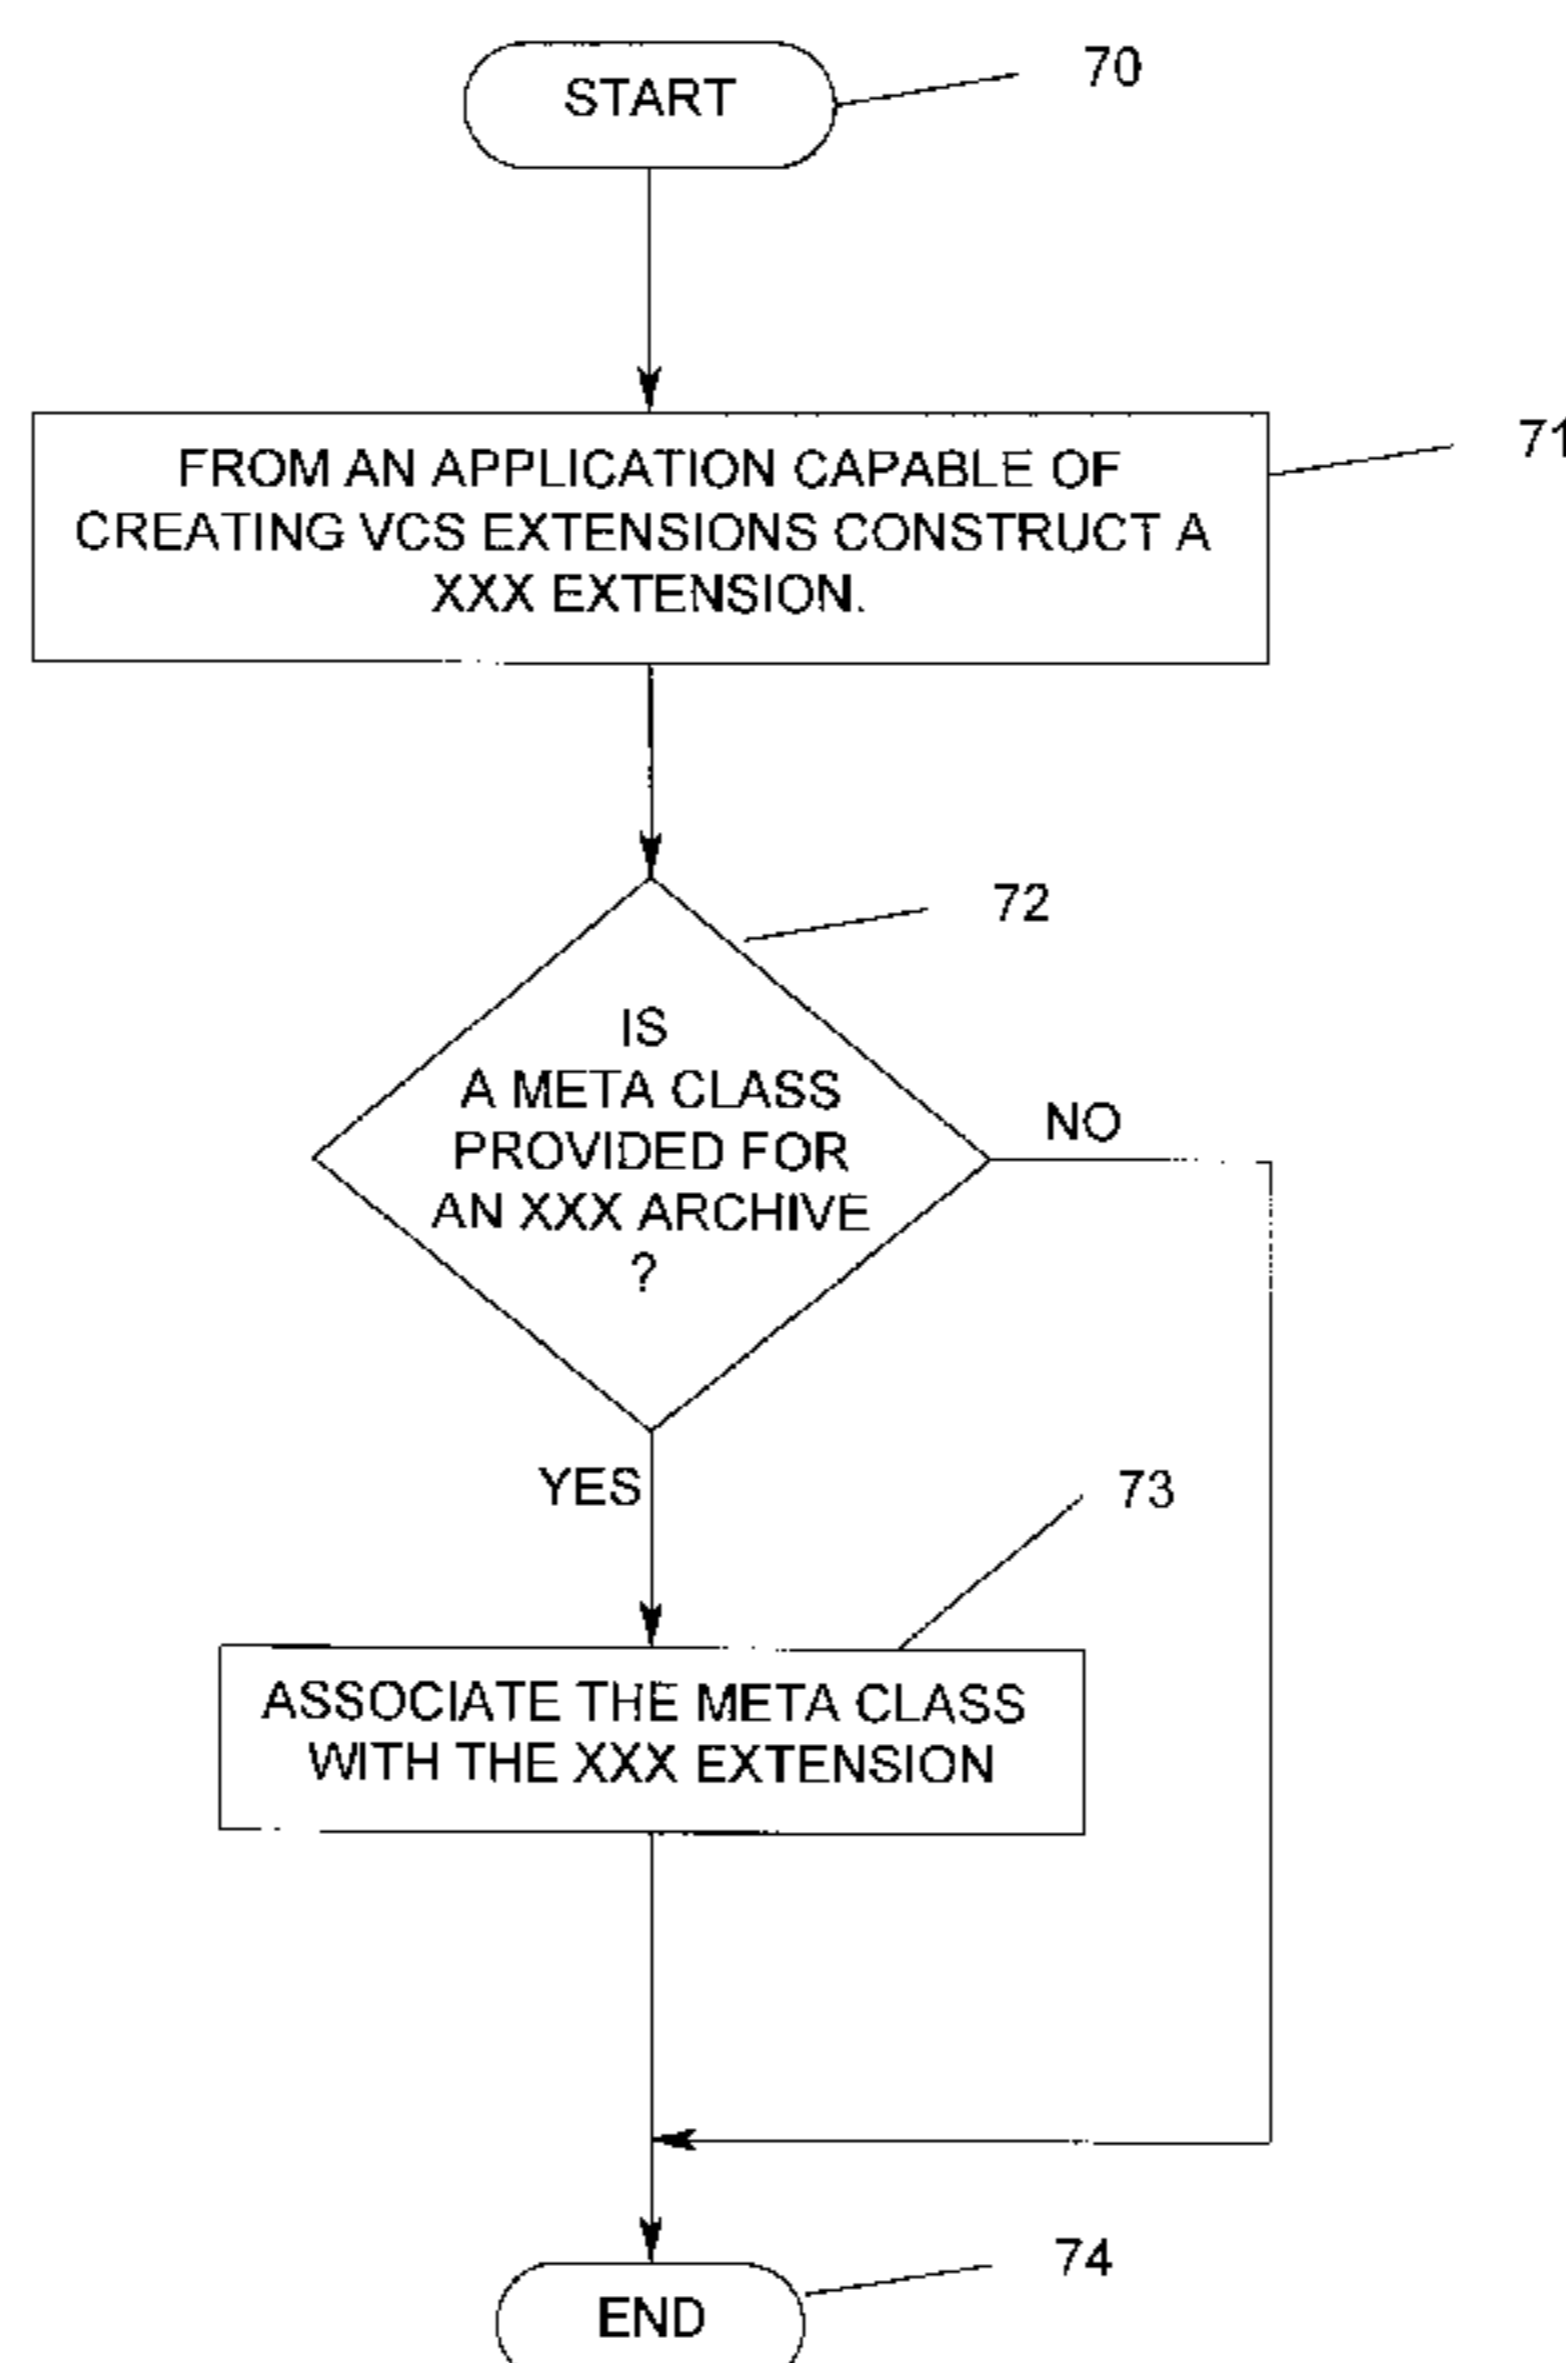 START
70
FROM AN APPLICATION CAPABLE OF
CREATING VCS EXTENSIONS CONSTRUCT A
XXX EXTENSION.
71
72
IS
A META CLASS
PROVIDED FOR
AN XXX ARCHIVE
?
NO
YES
73
ASSOCIATE THE META CLASS
WITH THE XXX EXTENSION
74
END